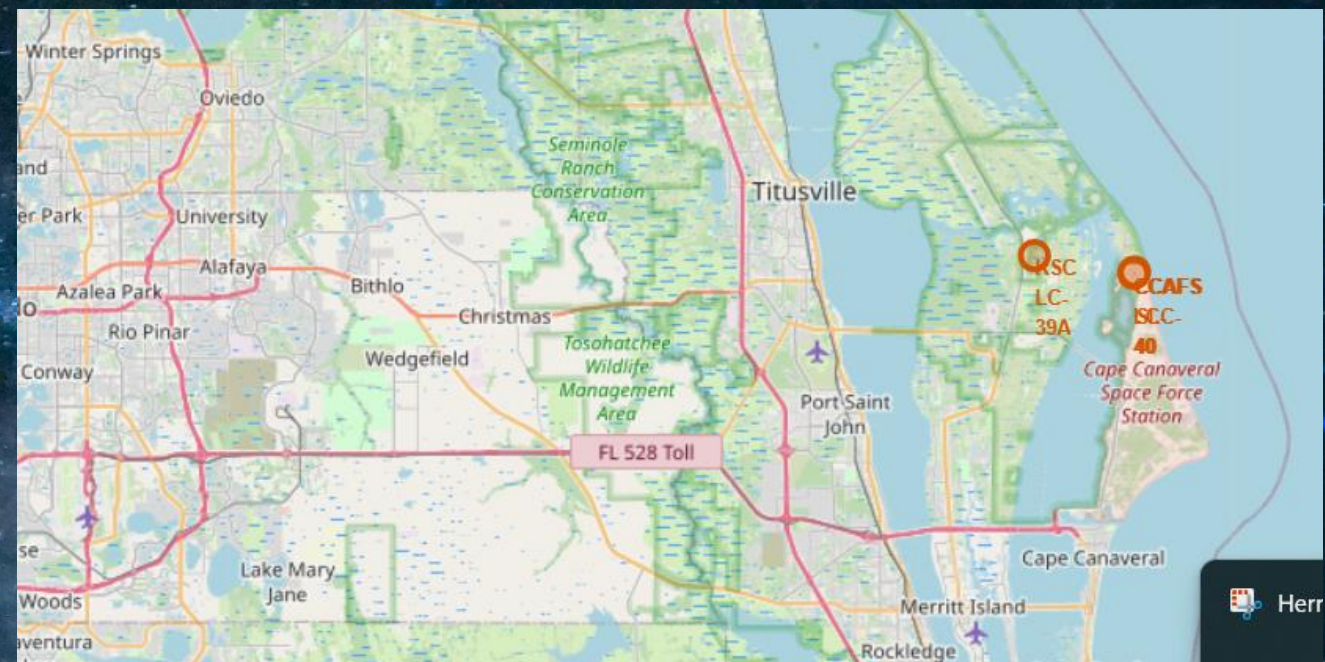 Winter Springs
Oviedo
Seminole
Ranch
Conservation
Area
and
Titusville
er Park
University
Alafaya
KSC
LC-
39A
Azalea Park
Bithlo
CCAFS
lo
Christmas
SLC-
40
Rio Pinar
Tosohatchee
Wildlife
Management
Area
Wedgefield
Conway
Cape Canaveral
Space Force
Station
Port Saint
John
FL 528 Toll
se
Lake Mary
Jane
Cape Canaveral
Woods
Merritt Island
Herr
aventura
Rockledge